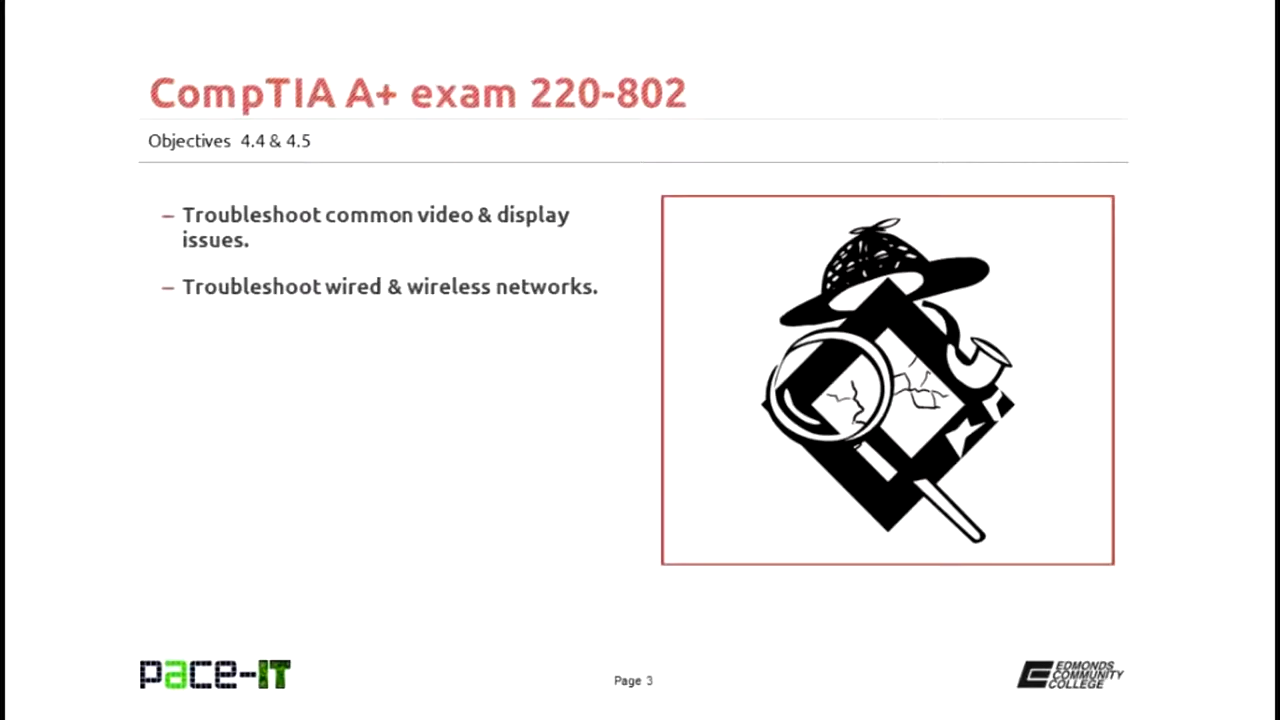 CompTIA A+ exam 220-802
Objectives 4.4 & 4.5
– Troubleshoot common video & display
issues.
– Troubleshoot wired & wireless networks.
pace-IT
Page 3
EDMONDS
COMMUNITY
COLLEGE